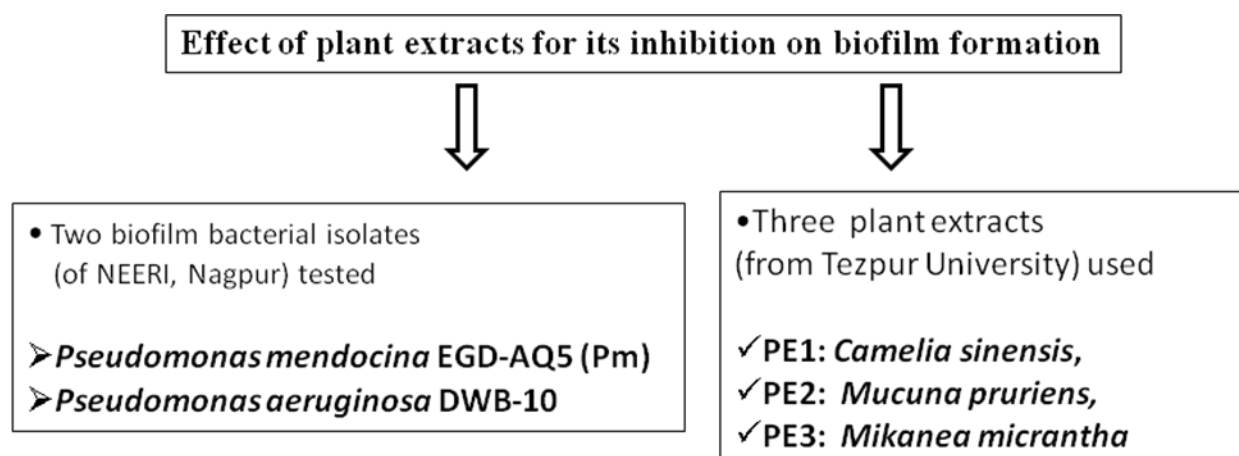 Effect of plant extracts for its inhibition on biofilm formation
• Two biofilm bacterial isolates
(of NEERI, Nagpur) tested
➢Pseudomonas mendocina EGD-AQ5 (Pm)
➢Pseudomonas aeruginosa DWB-10
•Three plant extracts
(from Tezpur University) used
✓PE1: Camelia sinensis,
✓PE2: Mucuna pruriens,
✓PE3: Mikanea micrantha